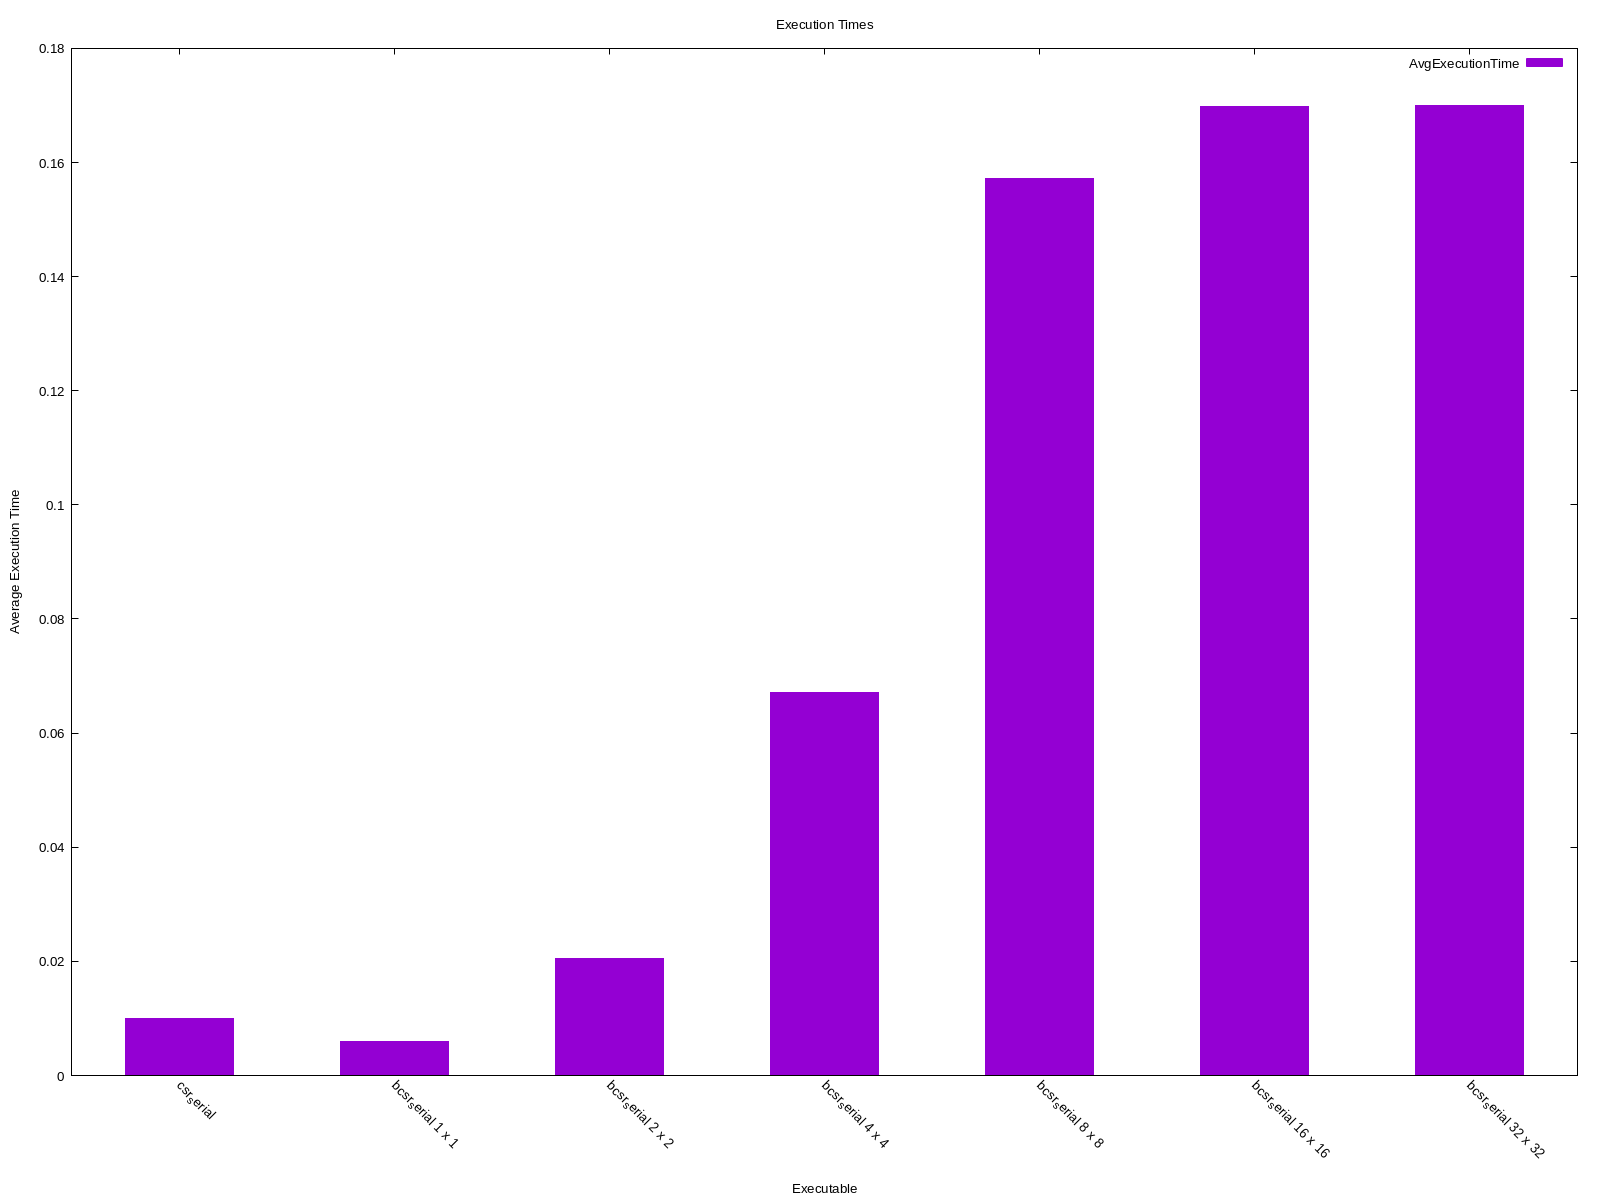 Execution Times
AvgExecutionTime
0.18
0.16
0.14
0.12
0.1
0.08
0.06
0.04
0.02
0
Average Execution Time
csr_serial
bcsr_serial 1 x 1
bcsr_serial 2 x 2
bcsr_serial 4 x 4
bcsr_serial 8 x 8
bcsr_serial 16 x 16
bcsr_serial 32 x 32
Executable